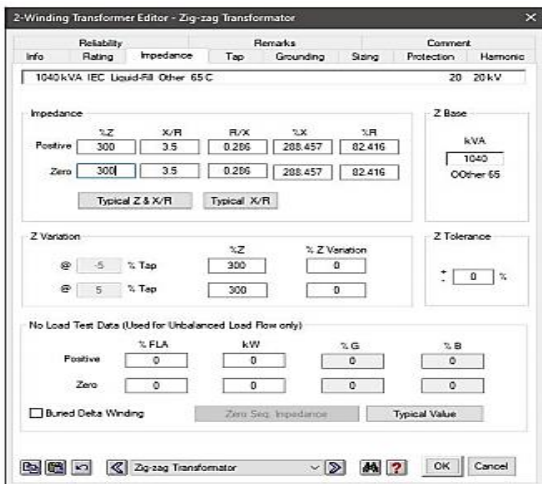 2-Winding Transformer Editor - Zig-zag Transformator
Reliability Remarks Comment
Info Rating Impedance Tap Grounding Sizing Protection Harmonic
1040 kVA IEC Liquid-Fill Other 65 C 20 20 kV
Impedance
%Z X/R R/X %X %R
Positive 300 3.5 0.286 288.457 82.416
Zero 300 3.5 0.286 288.457 82.416
Typical Z & X/R Typical X/R
Z Base
kVA
1040
OOther 65
Z Variation
%Z % Z Variation
@ -5 % Tap 300 0
@ 5 % Tap 300 0
Z Tolerance
+
- 0 %
No Load Test Data (Used for Unbalanced Load Flow only)
% FLA kW % G % B
Positive 0 0 0 0
Zero 0 0 0 0
Buried Delta Winding Zero Seq. Impedance Typical Value
Zig-zag Transformator ? OK Cancel